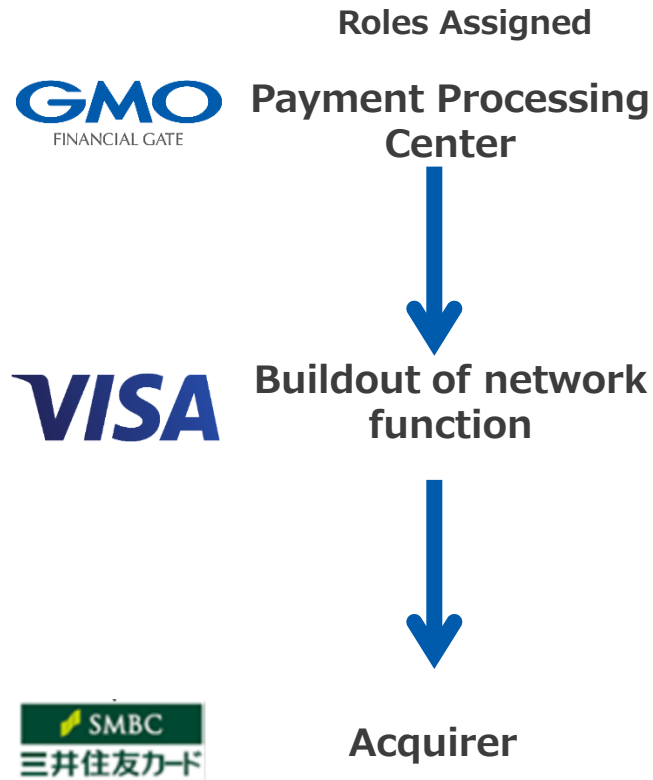 Roles Assigned
GMO
FINANCIAL GATE
Payment Processing
Center
VISA
Buildout of network
function
SMBC
三井住友カード
Acquirer